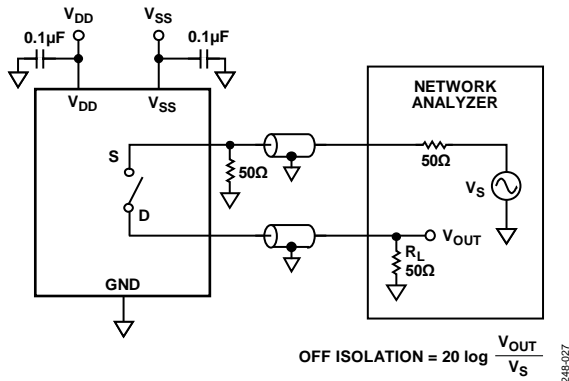 VDD
VSS
0.1µF
0.1µF
VDD
VSS
NETWORK
ANALYZER
S
50Ω
50Ω
VS
D
VOUT
RL
50Ω
GND
OFF ISOLATION = 20 log VOUT
VS
248-027